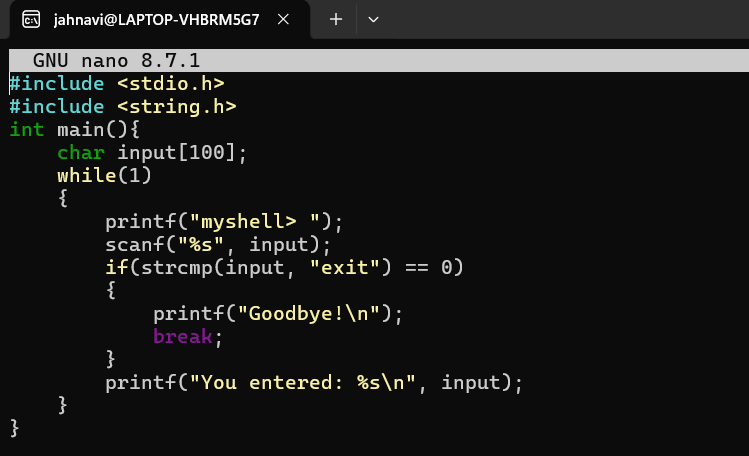 jahnavi@LAPTOP-VHBRM5G7
GNU nano 8.7.1
#include <stdio.h>
#include <string.h>
int main(){
    char input[100];
    while(1)
    {
        printf("myshell> ");
        scanf("%s", input);
        if(strcmp(input, "exit") == 0)
        {
            printf("Goodbye!\n");
            break;
        }
        printf("You entered: %s\n", input);
    }
}